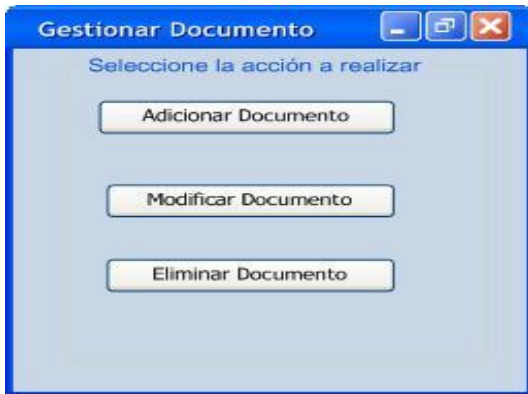 Gestionar Documento
Seleccione la acción a realizar
Adicionar Documento
Modificar Documento
Eliminar Documento